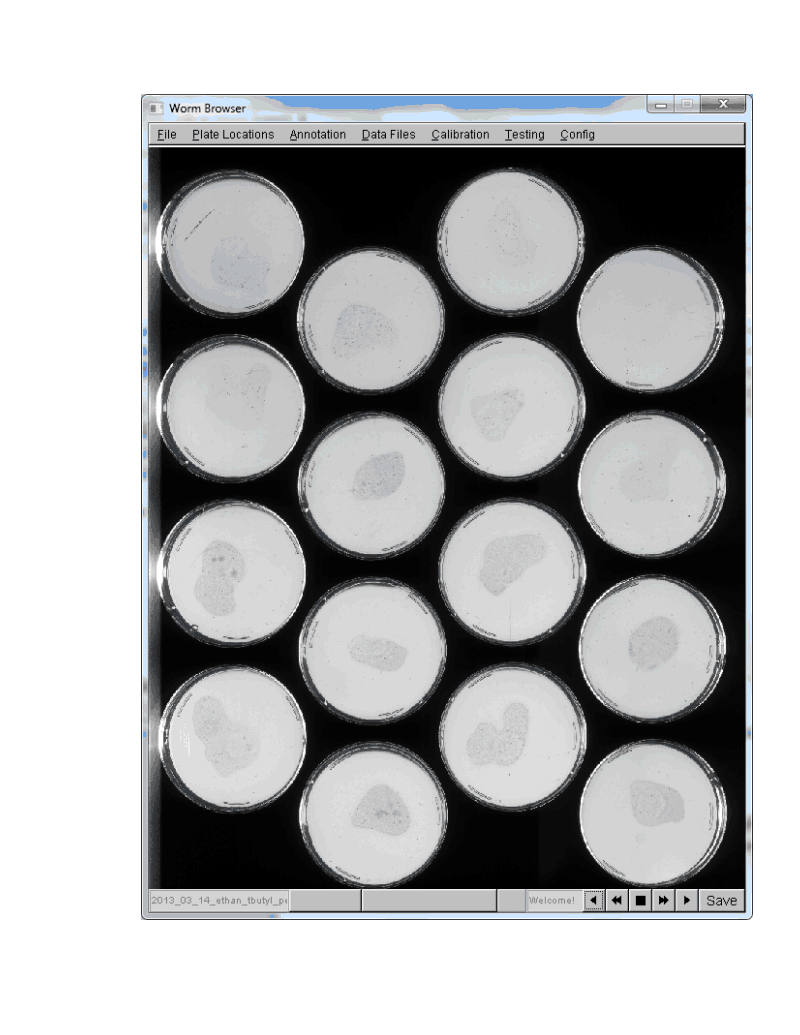 Worm Browser
File Plate Locations Annotation Data Files Calibration Testing Config
2013_03_14_ethan_tbutyl_p Welcome! Save